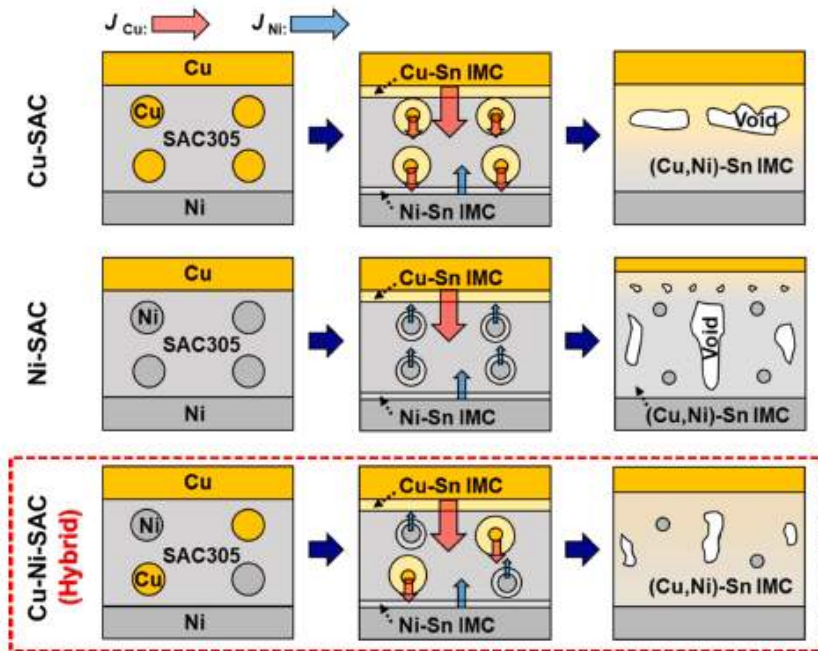 J Cu:
J Ni:
Cu-SAC
Cu
Cu
SAC305
Ni
Cu-Sn IMC
Ni-Sn IMC
Void
(Cu,Ni)-Sn IMC
Ni-SAC
Cu
Ni
SAC305
Ni
Cu-Sn IMC
Ni-Sn IMC
Void
(Cu,Ni)-Sn IMC
Cu-Ni-SAC
(Hybrid)
Cu
Ni
SAC305
Cu
Ni
Cu-Sn IMC
Ni-Sn IMC
(Cu,Ni)-Sn IMC